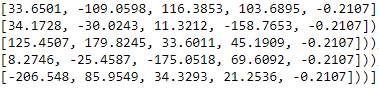 [33.6501, -109.0598, 116.3853, 103.6895, -0.2107]
[34.1728, -30.0243, 11.3212, -158.7653, -0.2107])
[125.4507, 179.8245, 33.6011, 45.1909, -0.2107]))
[8.2746, -25.4587, -175.0518, 69.6092, -0.2107]))
[-206.548, 85.9549, 34.3293, 21.2536, -0.2107]))]